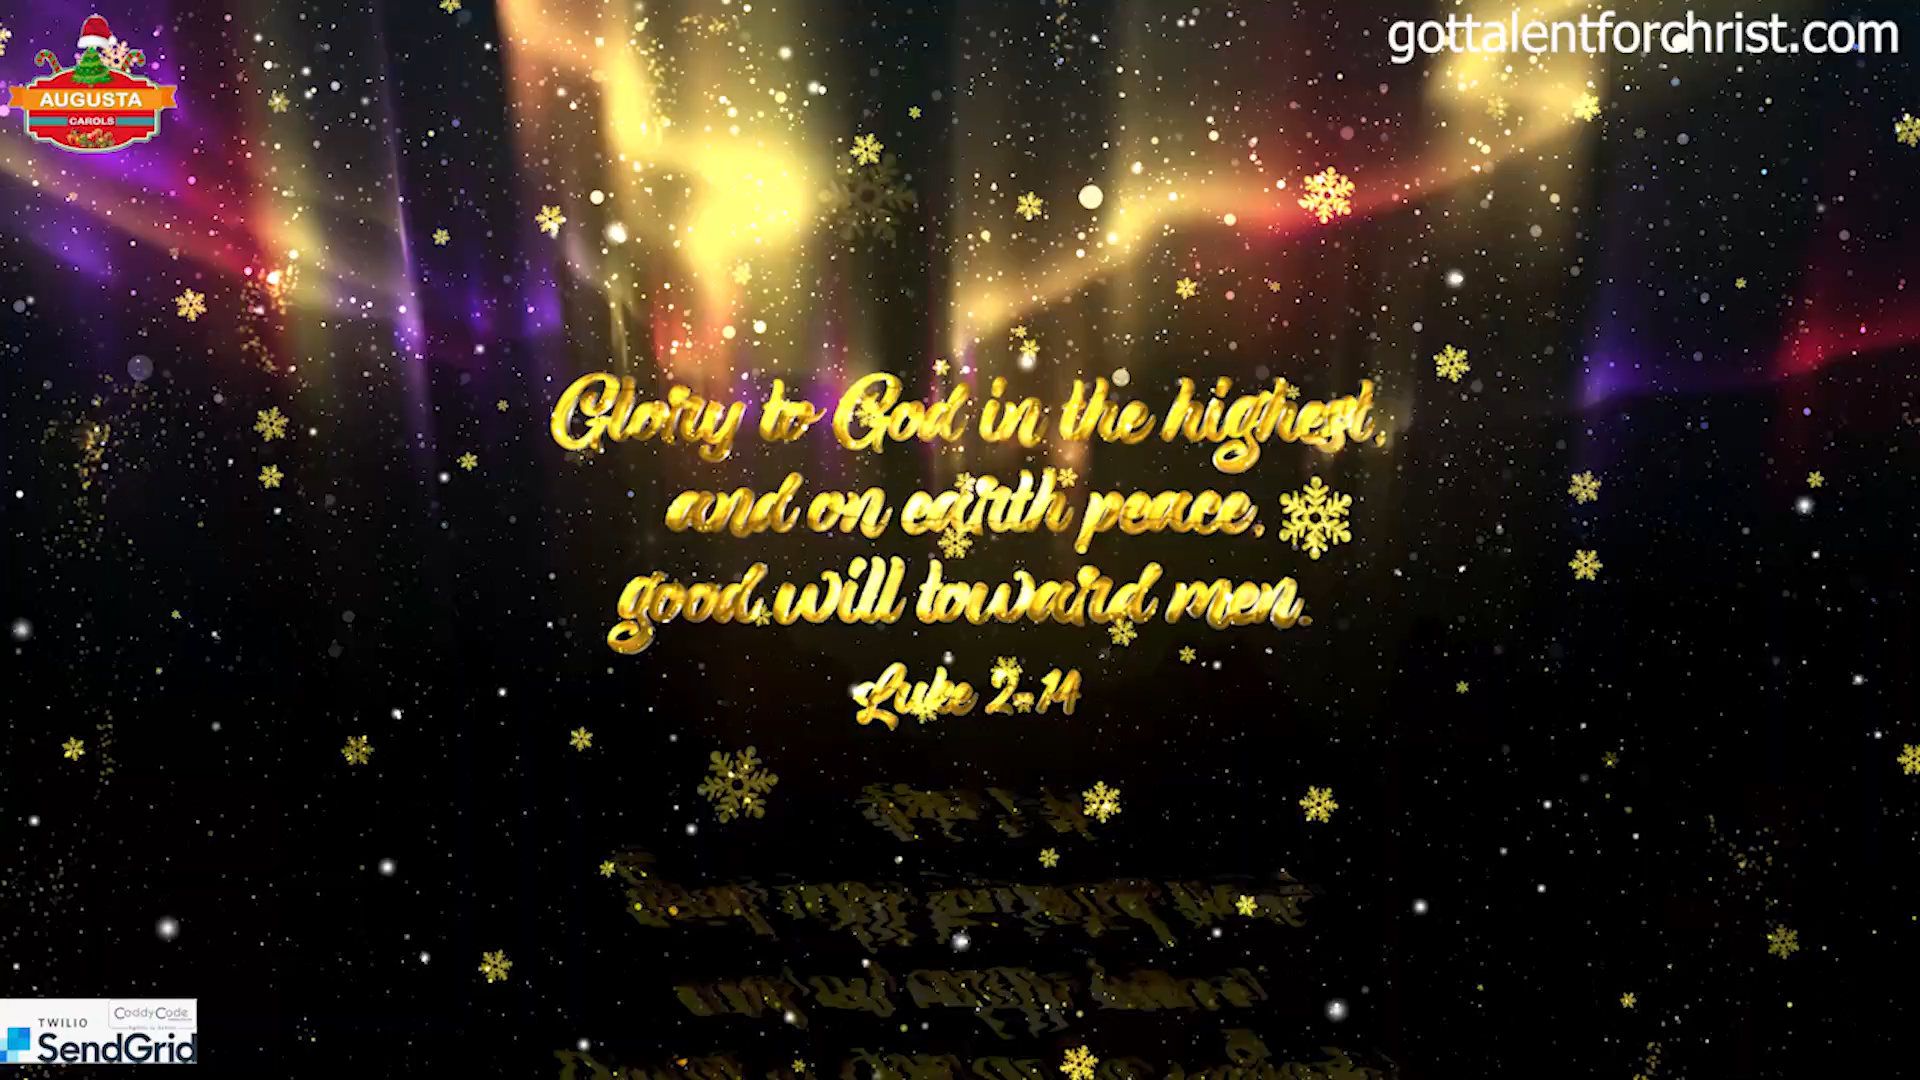 gottalentforchrist.com
AUGUSTA
CAROLS
Glory to God in the highest,
and on earth peace,
good will toward men.
Luke 2-14
CoddyCode
TWILIO
SendGrid